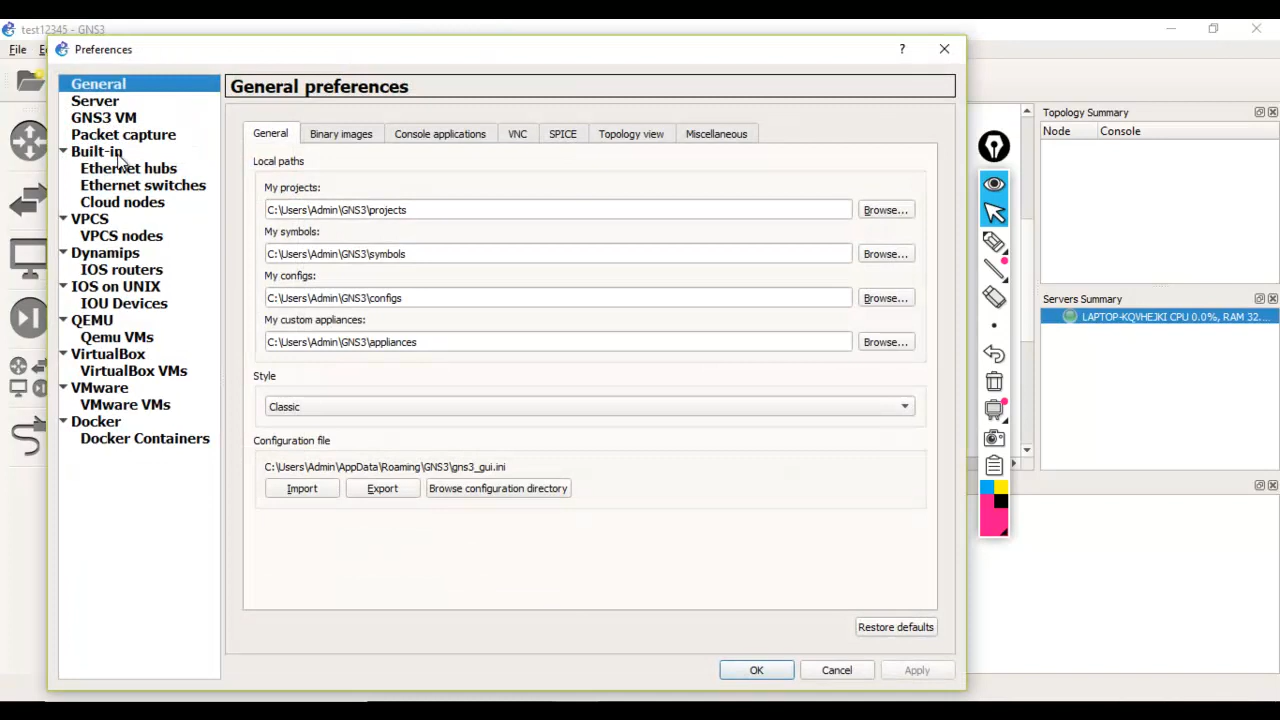 test12345 - GNS3
File
Preferences
?
General
Server
GNS3 VM
Packet capture
Built-in
Ethernet hubs
Ethernet switches
Cloud nodes
VPCS
VPCS nodes
Dynamips
IOS routers
IOS on UNIX
IOU Devices
QEMU
Qemu VMs
VirtualBox
VirtualBox VMs
VMware
VMware VMs
Docker
Docker Containers
General preferences
General Binary images Console applications VNC SPICE Topology view Miscellaneous
Local paths
My projects:
C:\Users\Admin\GNS3\projects Browse...
My symbols:
C:\Users\Admin\GNS3\symbols Browse...
My configs:
C:\Users\Admin\GNS3\configs Browse...
My custom appliances:
C:\Users\Admin\GNS3\appliances Browse...
Style
Classic
Configuration file
C:\Users\Admin\AppData\Roaming\GNS3\gns3_gui.ini
Import Export Browse configuration directory
Restore defaults
OK Cancel Apply
Topology Summary
Node Console
Servers Summary
LAPTOP-KQVHEJKI CPU 0.0%, RAM 32....